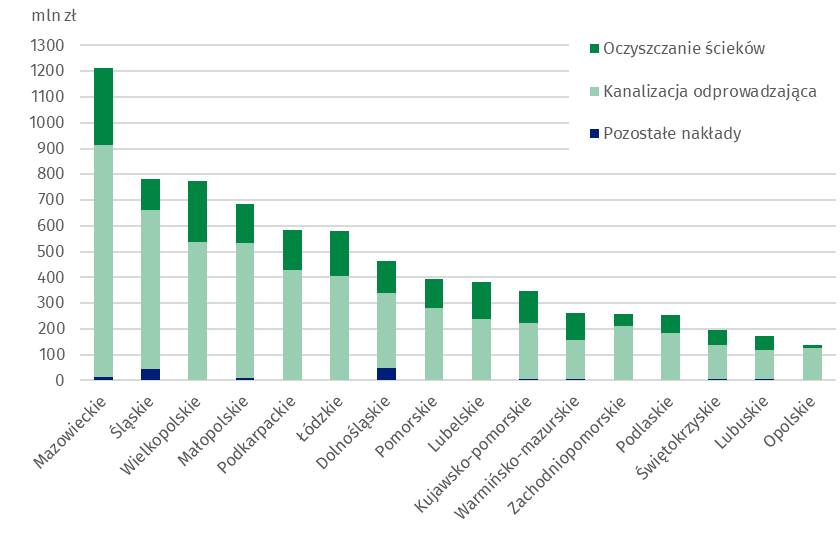 mln zł
1300
1200
1100
1000
900
800
700
600
500
400
300
200
100
0
Oczyszczanie ścieków
Kanalizacja odprowadzająca
Pozostałe nakłady
Mazowieckie
Śląskie
Wielkopolskie
Małopolskie
Podkarpackie
Łódzkie
Dolnośląskie
Pomorskie
Lubelskie
Kujawsko-pomorskie
Warmińsko-mazurskie
Zachodniopomorskie
Podlaskie
Świętokrzyskie
Lubuskie
Opolskie